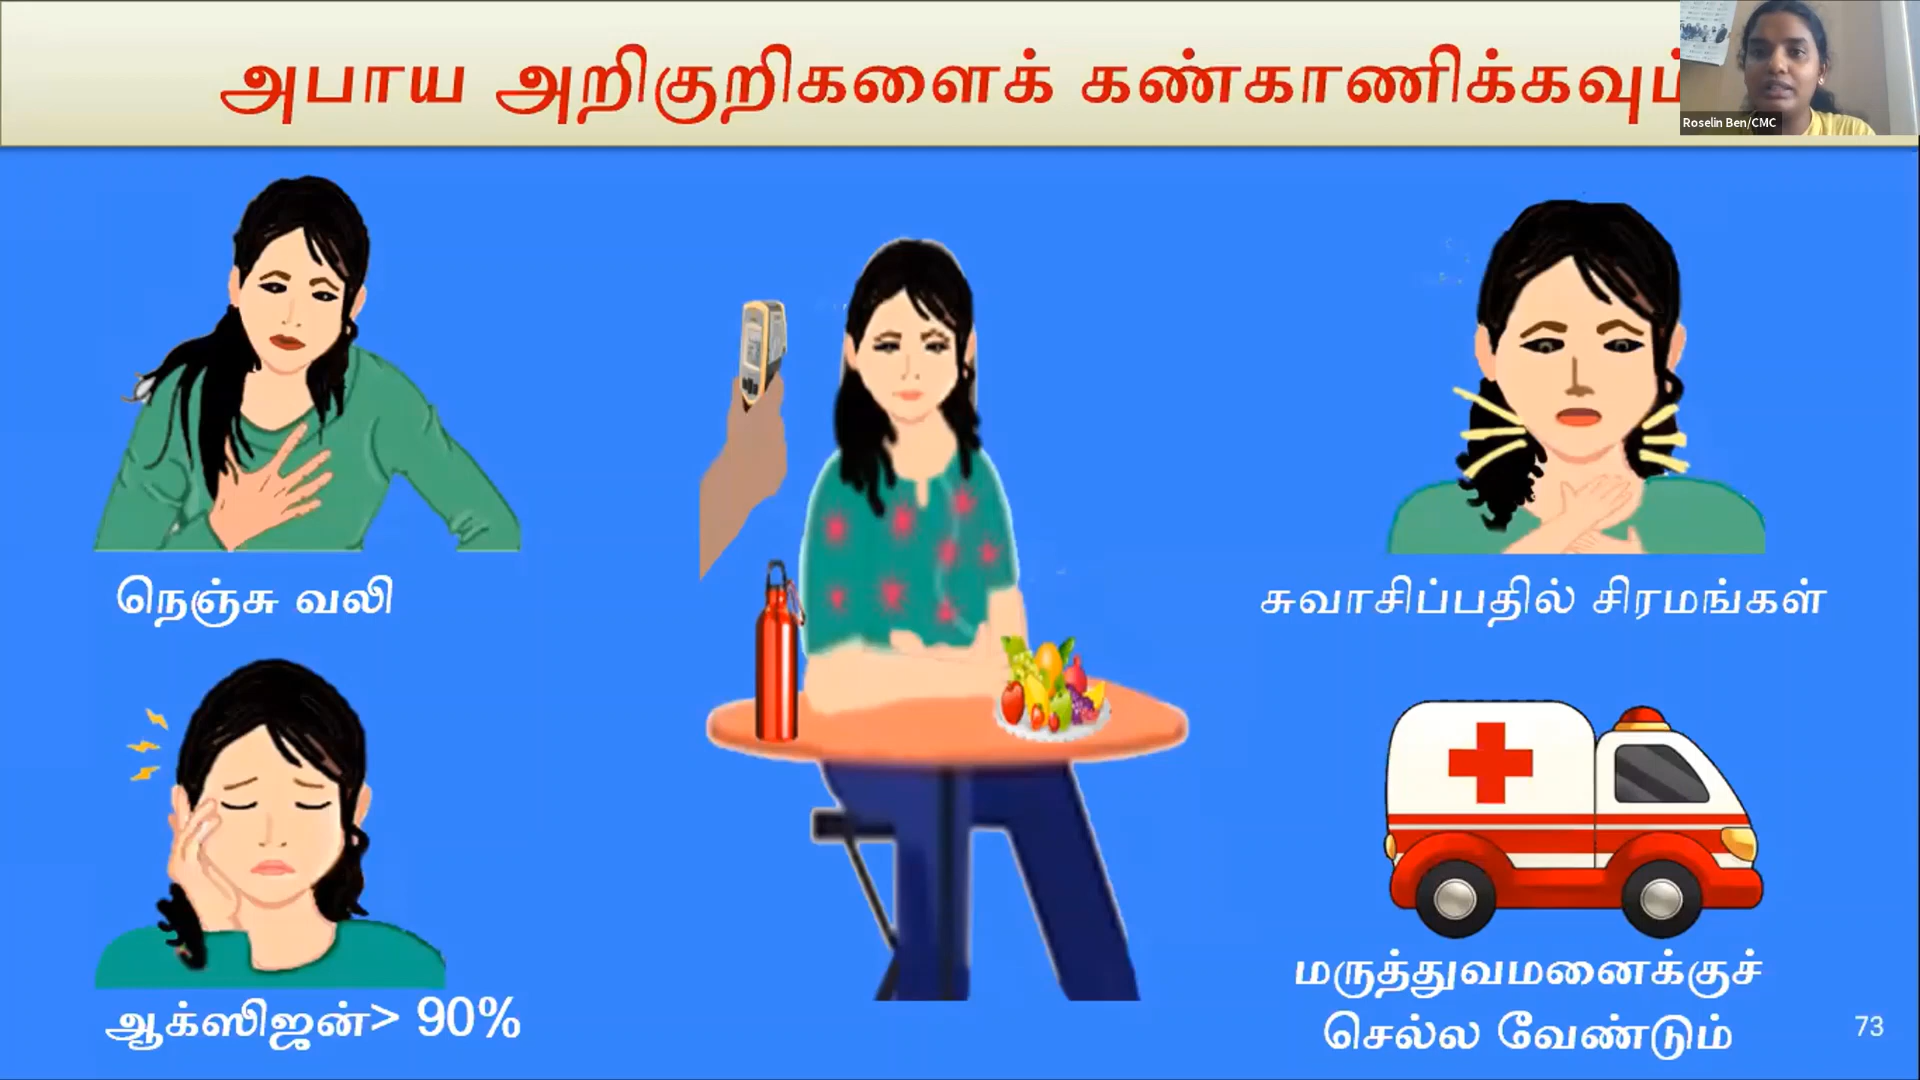 அபாய அறிகுறிகளைக் கண்காணிக்கவும்
Roselin Ben/CMC
நெஞ்சு வலி
சுவாசிப்பதில் சிரமங்கள்
ஆக்ஸிஜன்> 90%
மருத்துவமனைக்குச்
செல்ல வேண்டும்
73